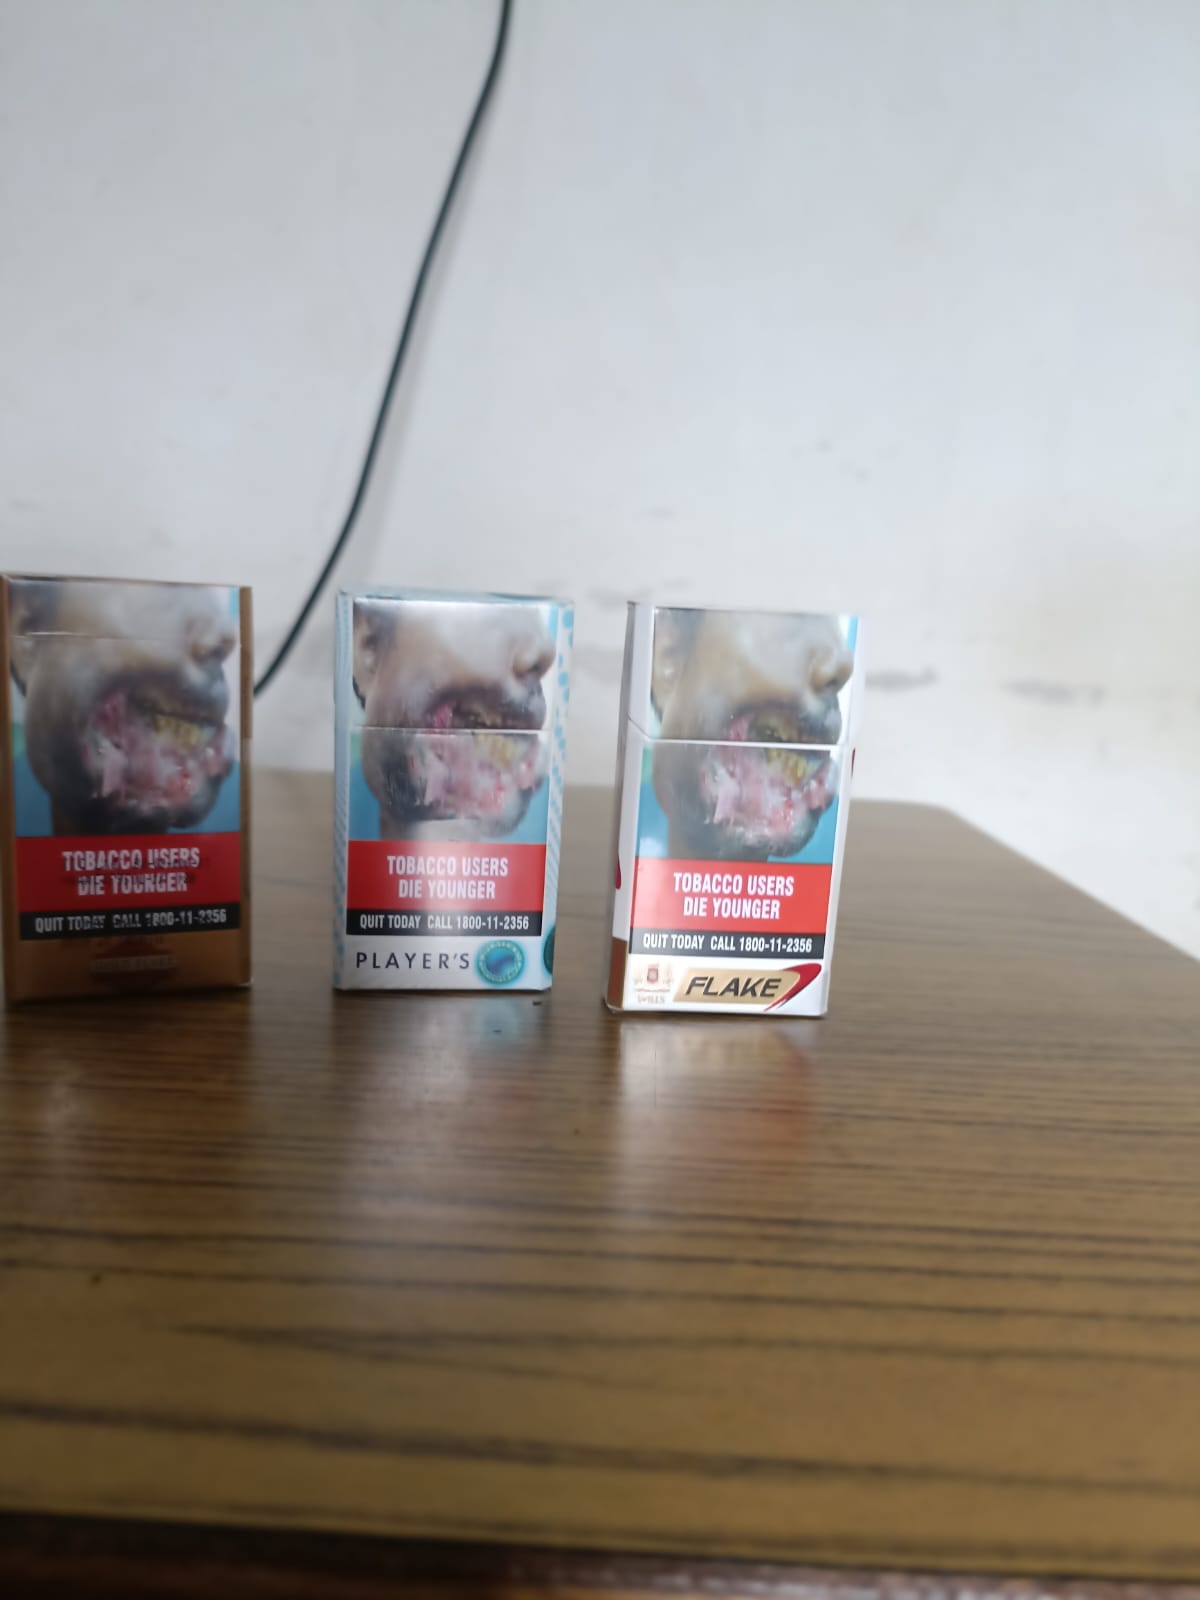 TOBACCO USERS
DIE YOUNGER
QUIT TODAY CALL 1800-11-2356
TOBACCO USERS
DIE YOUNGER
QUIT TODAY CALL 1800-11-2356
PLAYER'S
TOBACCO USERS
DIE YOUNGER
QUIT TODAY CALL 1800-11-2356
WILLS
FLAKE